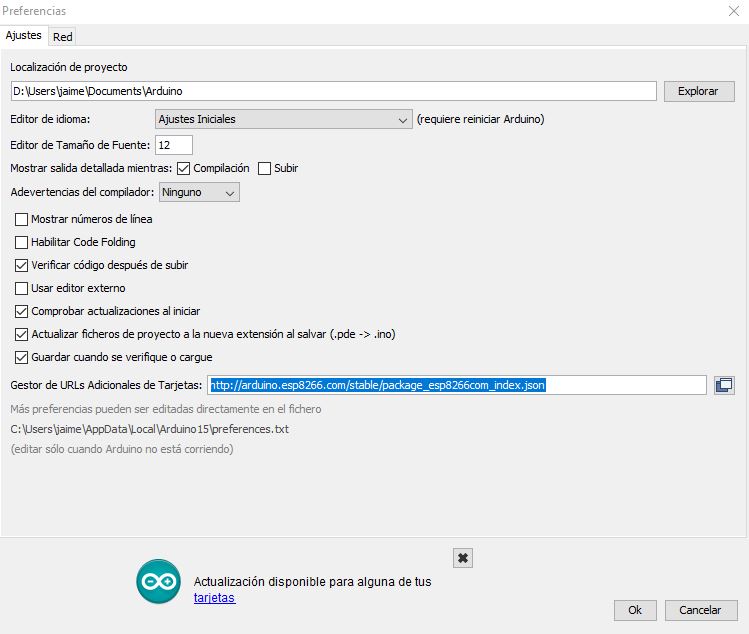 Preferencias
Ajustes Red
Localización de proyecto
D:\Users\jaime\Documents\Arduino Explorar
Editor de idioma: Ajustes Iniciales (requiere reiniciar Arduino)
Editor de Tamaño de Fuente: 12
Mostrar salida detallada mientras: Compilación Subir
Adevertencias del compilador: Ninguno
Mostrar números de línea
Habilitar Code Folding
Verificar código después de subir
Usar editor externo
Comprobar actualizaciones al iniciar
Actualizar ficheros de proyecto a la nueva extensión al salvar (.pde -> .ino)
Guardar cuando se verifique o cargue
Gestor de URLs Adicionales de Tarjetas: http://arduino.esp8266.com/stable/package_esp8266com_index.json
Más preferencias pueden ser editadas directamente en el fichero
C:\Users\jaime\AppData\Local\Arduino15\preferences.txt
(editar sólo cuando Arduino no está corriendo)
Actualización disponible para alguna de tus
tarjetas
Ok Cancelar